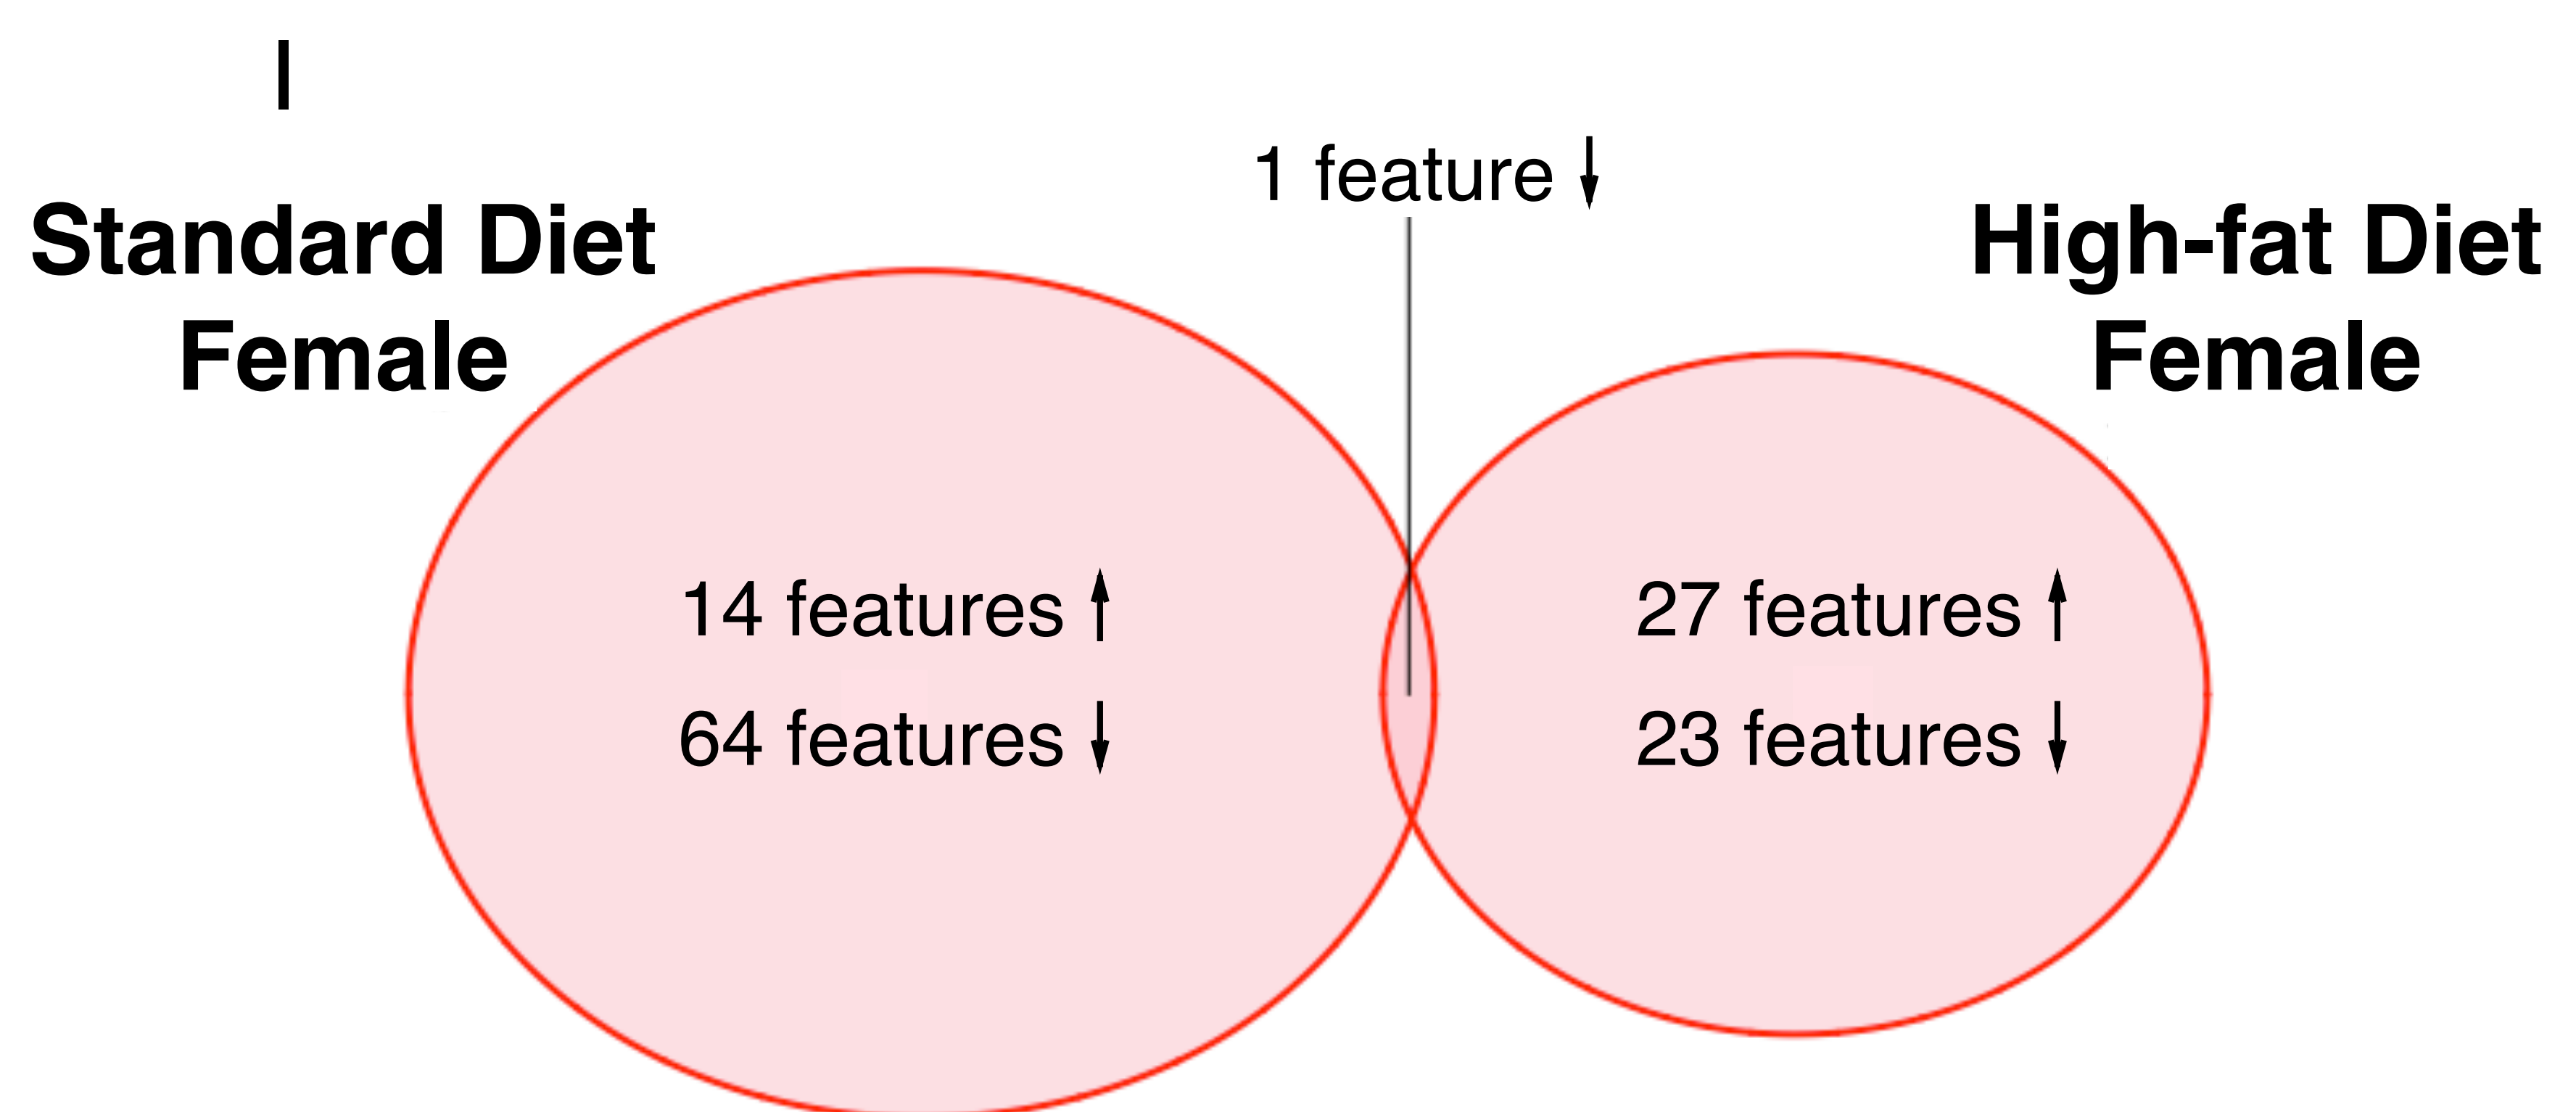 I
1 feature ↓
Standard Diet
Female
High-fat Diet
Female
14 features ↑
64 features ↓
27 features ↑
23 features ↓